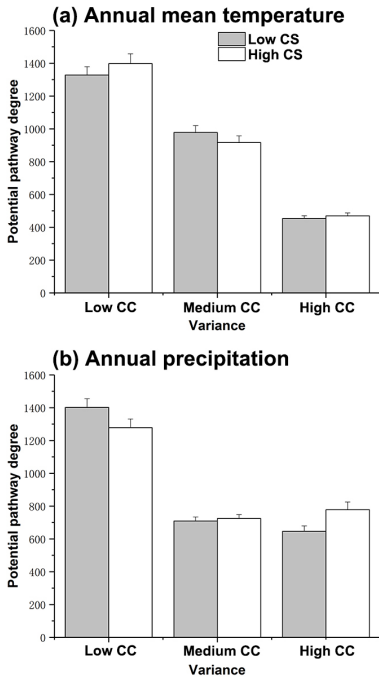 (a) Annual mean temperature
Low CS
High CS
Potential pathway degree
1600
1400
1200
1000
800
600
400
200
0
Low CC Medium CC High CC
Variance
(b) Annual precipitation
Potential pathway degree
1600
1400
1200
1000
800
600
400
200
0
Low CC Medium CC High CC
Variance